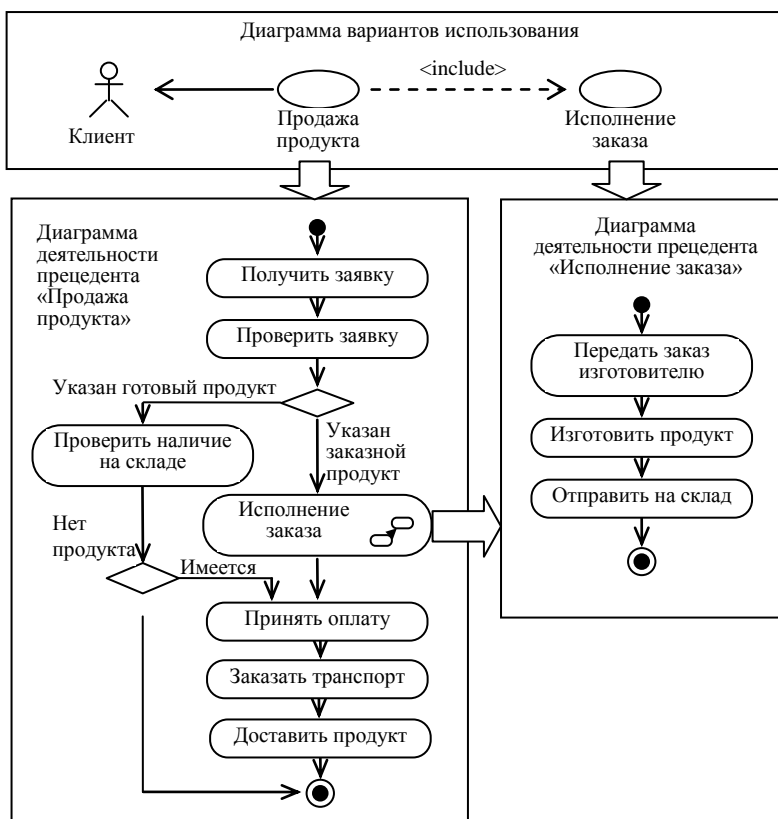 Диаграмма вариантов использования
<include>
Клиент
Продажа
продукта
Исполнение
заказа
Диаграмма
деятельности
прецедента
«Продажа
продукта»
Получить заявку
Проверить заявку
Указан готовый продукт
Проверить наличие
на складе
Указан
заказной
продукт
Исполнение
заказа
Нет
продукта
Имеется
Принять оплату
Заказать транспорт
Доставить продукт
Диаграмма
деятельности прецедента
«Исполнение заказа»
Передать заказ
изготовителю
Изготовить продукт
Отправить на склад